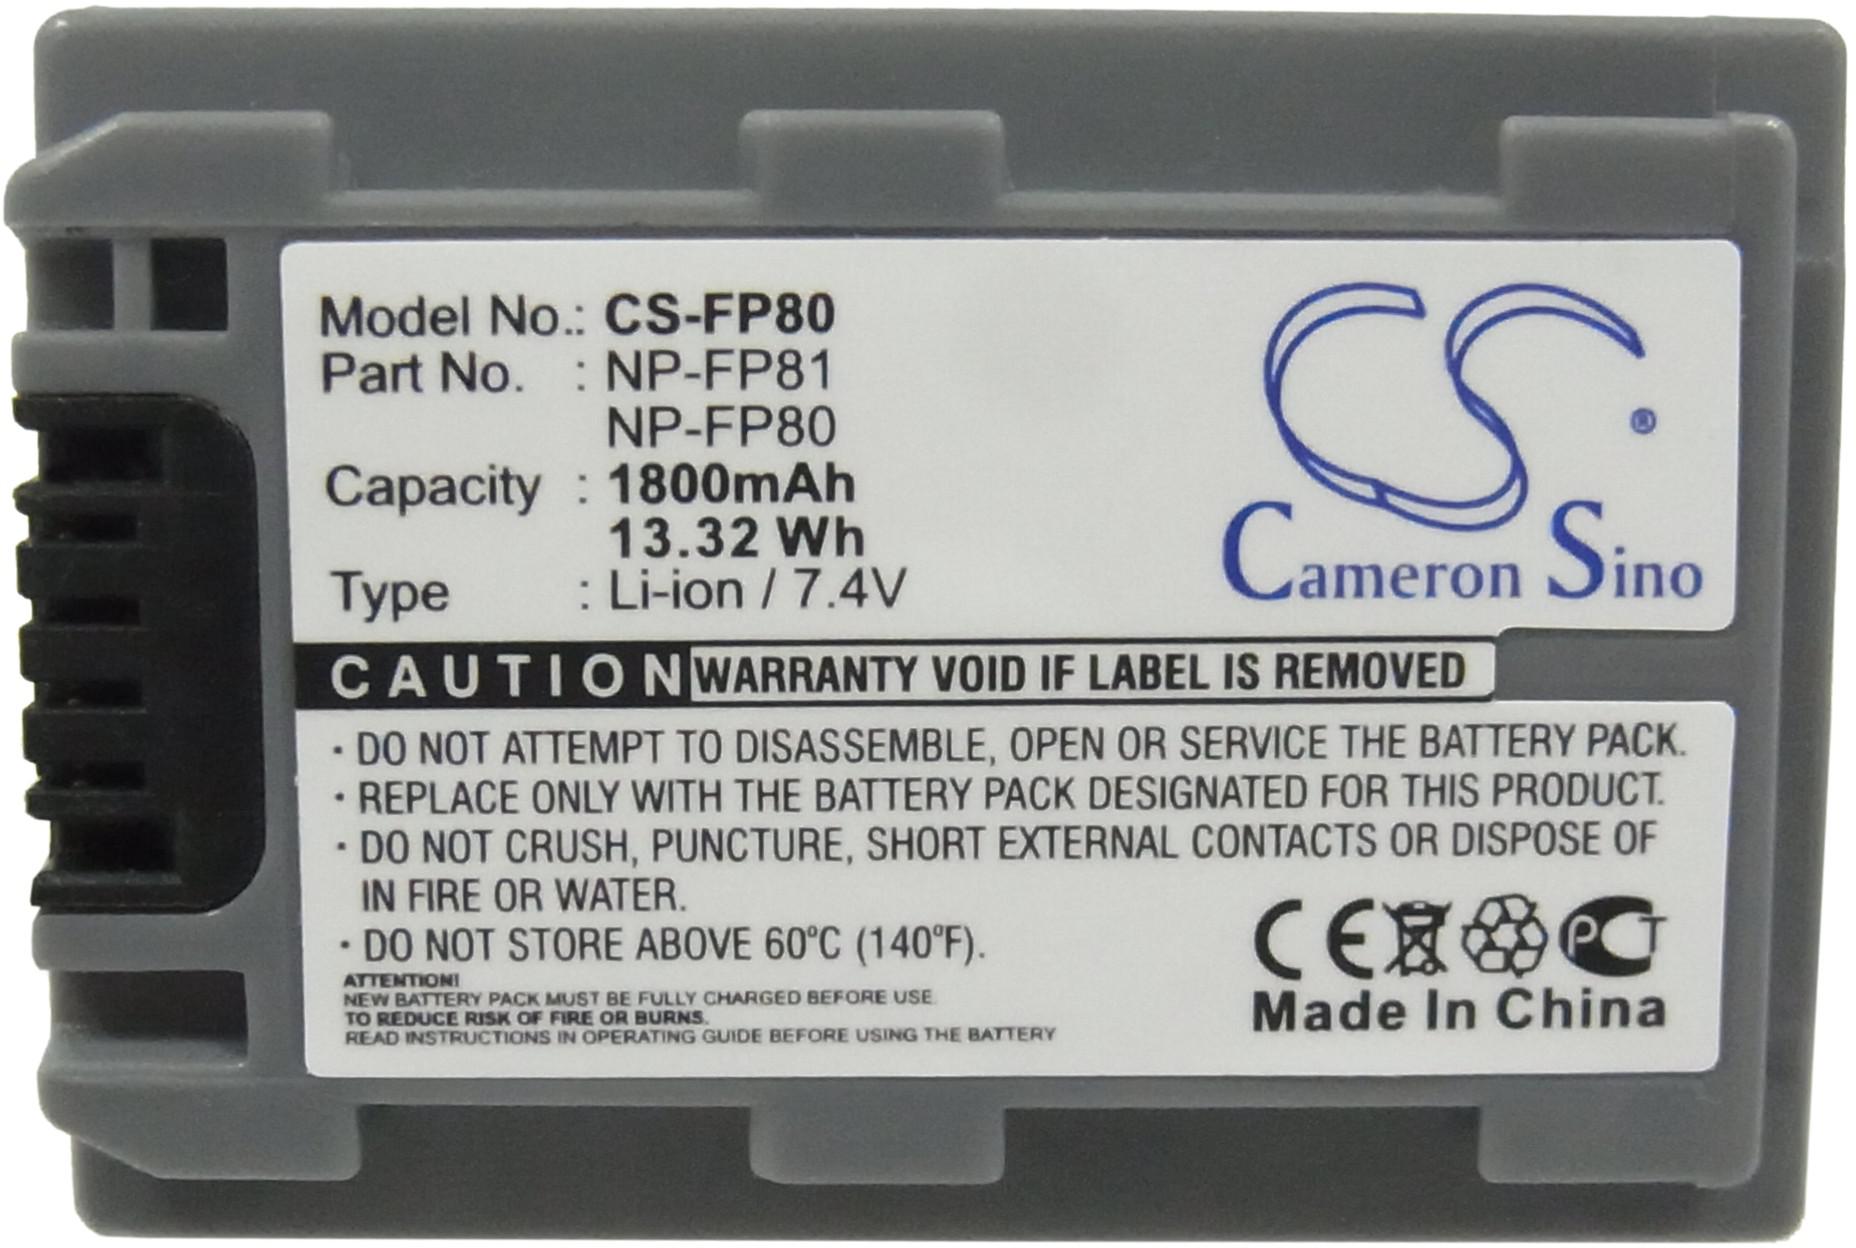 Model No.: CS-FP80
Part No. : NP-FP81
NP-FP80
Capacity : 1800mAh
13.32 Wh
Type : Li-ion / 7.4V
CS ®
Cameron Sino
CAUTION WARRANTY VOID IF LABEL IS REMOVED
· DO NOT ATTEMPT TO DISASSEMBLE, OPEN OR SERVICE THE BATTERY PACK.
· REPLACE ONLY WITH THE BATTERY PACK DESIGNATED FOR THIS PRODUCT.
· DO NOT CRUSH, PUNCTURE, SHORT EXTERNAL CONTACTS OR DISPOSE OF
IN FIRE OR WATER.
· DO NOT STORE ABOVE 60°C (140°F).
ATTENTION!
NEW BATTERY PACK MUST BE FULLY CHARGED BEFORE USE.
TO REDUCE RISK OF FIRE OR BURNS.
READ INSTRUCTIONS IN OPERATING GUIDE BEFORE USING THE BATTERY
CE PCT
Made In China